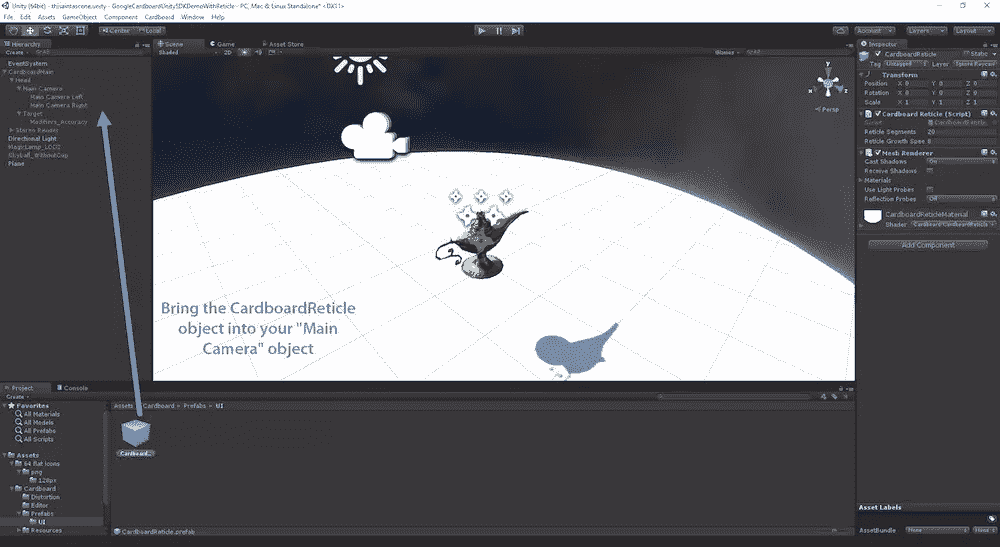 Unity (64bit) - thisaintascene.unity - GoogleCardboardUnitySDKDemoWithReticle - PC, Mac & Linux Standalone* <DX11>
File Edit Assets GameObject Component Cardboard Window Help
Center Local
Account Layers Layout
Hierarchy
Create
EventSystem
CardboardMain
Head
Main Camera
Main Camera Left
Main Camera Right
Target
Modifiers_Accuracy
Stereo Render
Directional Light
Plane
Scene Game Asset Store
Shaded 2D Gizmos
y
x z
Persp
Bring the CardboardReticle
object into your "Main
Camera" object
Inspector
CardboardReticle Static
Tag Untagged Layer Ignore Raycast
Transform
Position X 0 Y 0 Z 0
Rotation X 0 Y 0 Z 0
Scale X 1 Y 1 Z 1
Cardboard Reticle (Script)
Script
Reticle Segments 20
Reticle Growth Spee 8
Mesh Renderer
Cast Shadows On
Receive Shadows
Materials
Use Light Probes
Reflection Probes Off
CardboardReticleMaterial
Shader Cardboard/CardboardReticle
Add Component
Project Console
Create
Favorites
All Materials
All Models
All Prefabs
All Scripts
Assets
64 flat icons
png
128px
Cardboard
Distortion
Editor
Prefabs
UI
Resources
Assets Cardboard Prefabs UI
Cardboard...
CardboardReticle.prefab
Asset Labels
AssetBundle None None